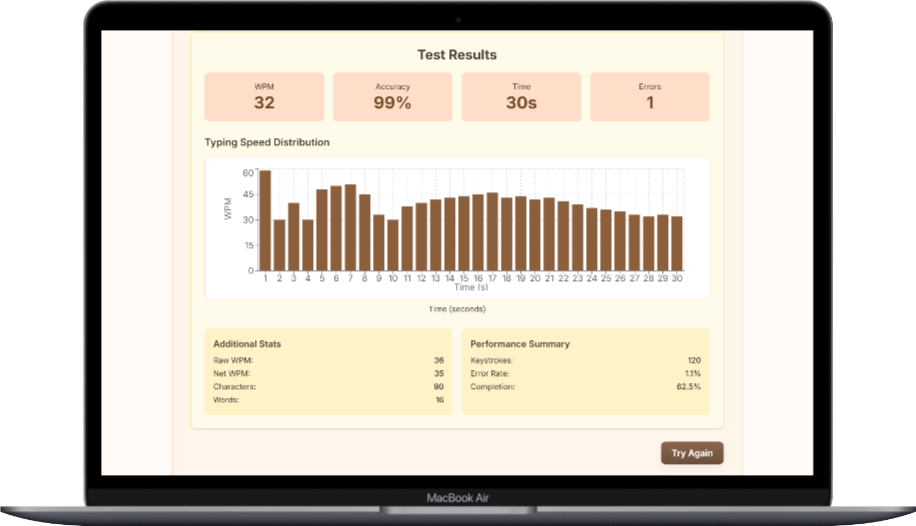 Test Results
WPM Accuracy Time Errors
32 99% 30s 1
Typing Speed Distribution
60
45
30
15
0
WPM
1 2 3 4 5 6 7 8 9 10 11 12 13 14 15 16 17 18 19 20 21 22 23 24 25 26 27 28 29 30
Time (s)
Time (seconds)
Additional Stats
Raw WPM: 36
Net WPM: 35
Characters: 90
Words: 16
Performance Summary
Keystrokes: 120
Error Rate: 1.1%
Completion: 62.5%
Try Again
MacBook Air